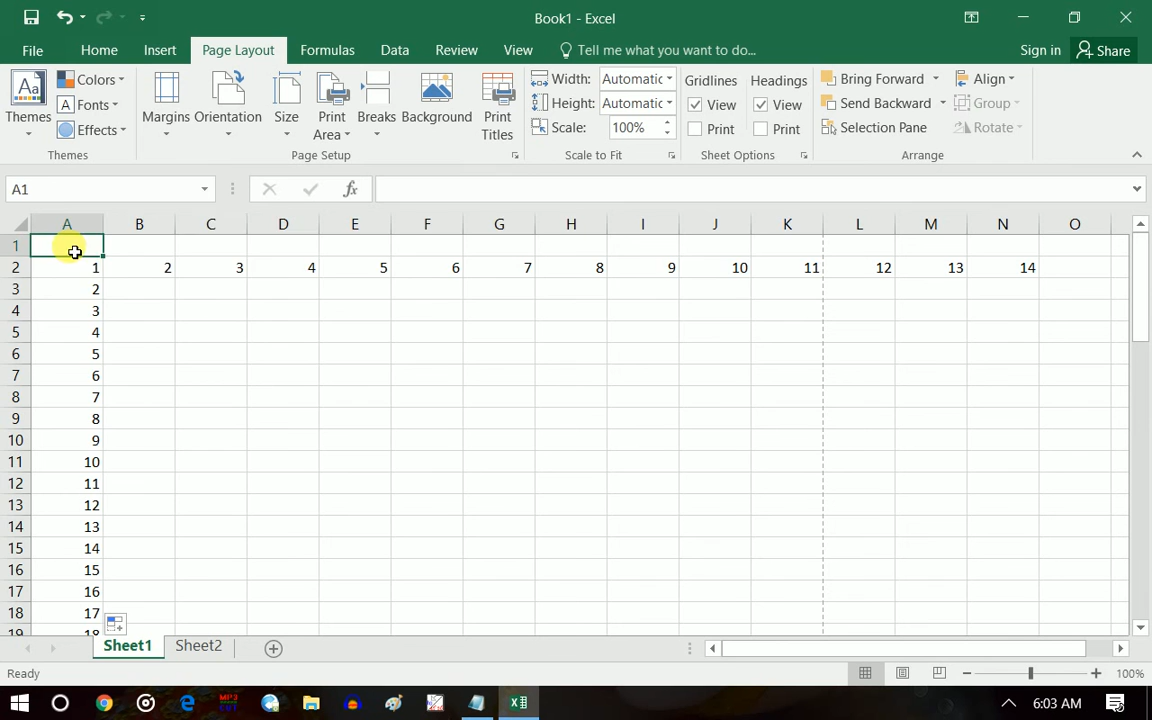 Book1 - Excel
File Home Insert Page Layout Formulas Data Review View Tell me what you want to do... Sign in Share
Themes
Colors
Fonts
Effects
Themes
Margins
Orientation
Size
Print Area
Breaks
Background
Print Titles
Page Setup
Width: Automatic
Height: Automatic
Scale: 100%
Scale to Fit
Gridlines
View
Print
Headings
View
Print
Sheet Options
Bring Forward
Send Backward
Selection Pane
Align
Group
Rotate
Arrange
A1 fx
A B C D E F G H I J K L M N O
1
2 1 2 3 4 5 6 7 8 9 10 11 12 13 14
3 2
4 3
5 4
6 5
7 6
8 7
9 8
10 9
11 10
12 11
13 12
14 13
15 14
16 15
17 16
18 17
19 18
Sheet1 Sheet2
Ready 100%
6:03 AM